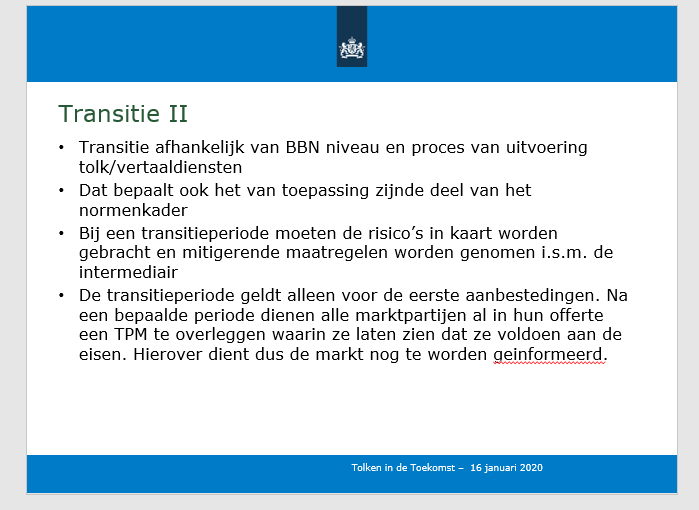 Transitie II
• Transitie afhankelijk van BBN niveau en proces van uitvoering
tolk/vertaaldiensten
• Dat bepaalt ook het van toepassing zijnde deel van het
normenkader
• Bij een transitieperiode moeten de risico's in kaart worden
gebracht en mitigerende maatregelen worden genomen i.s.m. de
intermediair
• De transitieperiode geldt alleen voor de eerste aanbestedingen. Na
een bepaalde periode dienen alle marktpartijen al in hun offerte
een TPM te overleggen waarin ze laten zien dat ze voldoen aan de
eisen. Hierover dient dus de markt nog te worden geinformeerd.
Tolken in de Toekomst – 16 januari 2020